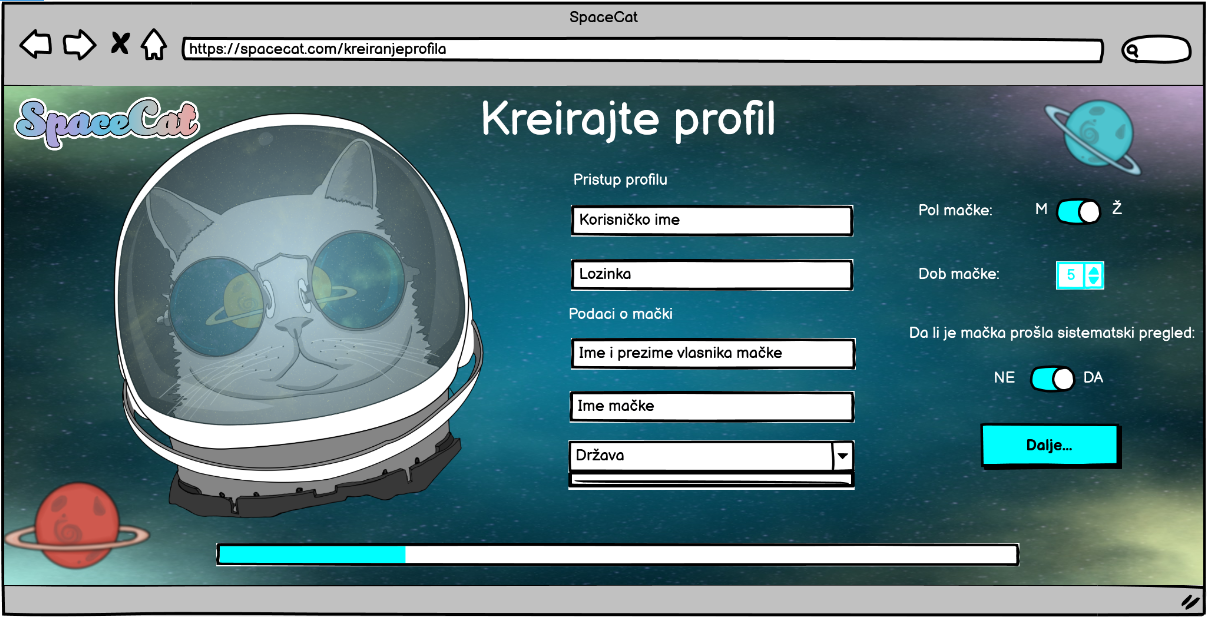 SpaceCat
https://spacecat.com/kreiranjeprofila
SpaceCat
Kreirajte profil
Pristup profilu
Korisničko ime
Lozinka
Podaci o mački
Ime i prezime vlasnika mačke
Ime mačke
Država
Pol mačke: M Ž
Dob mačke: 5
Da li je mačka prošla sistematski pregled:
NE DA
Dalje...